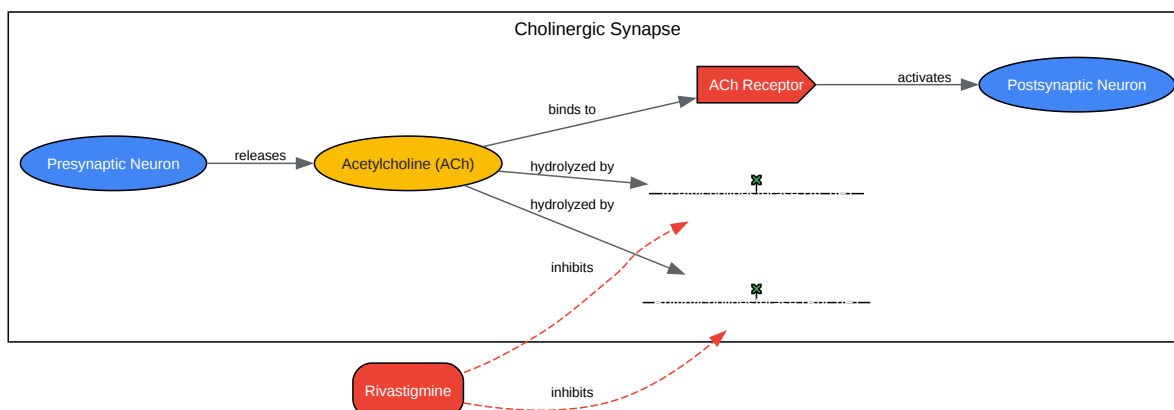 Cholinergic Synapse
ACh Receptor
activates
Postsynaptic Neuron
binds to
Presynaptic Neuron
releases
Acetylcholine (ACh)
hydrolyzed by
hydrolyzed by
inhibits
Rivastigmine
inhibits